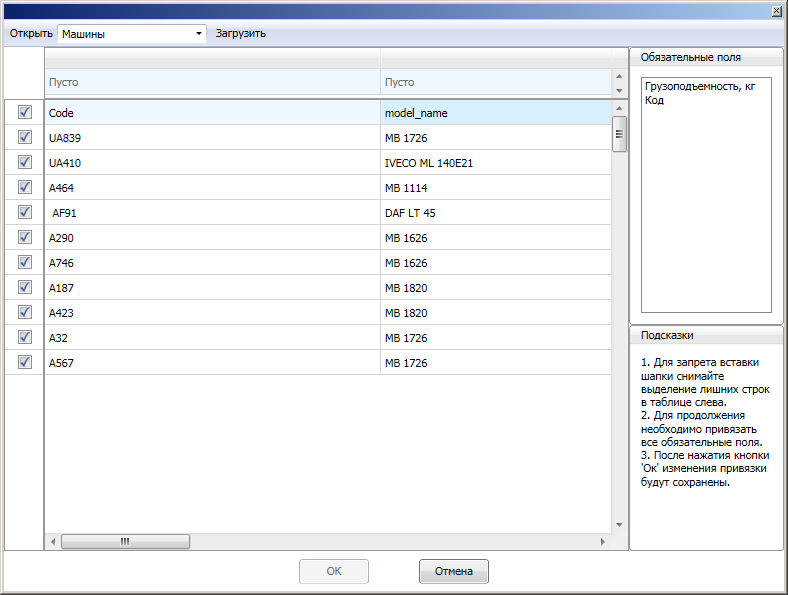 Открыть Машины Загрузить
Обязательные поля
Пусто Пусто
Грузоподъемность, кг
Код
Code model_name
UA839 MB 1726
UA410 IVECO ML 140E21
A464 MB 1114
AF91 DAF LT 45
A290 MB 1626
A746 MB 1626
A187 MB 1820
A423 MB 1820
A32 MB 1726
A567 MB 1726
Подсказки
1. Для запрета вставки
шапки снимайте
выделение лишних строк
в таблице слева.
2. Для продолжения
необходимо привязать
все обязательные поля.
3. После нажатия кнопки
'Ок' изменения привязки
будут сохранены.
OK Отмена